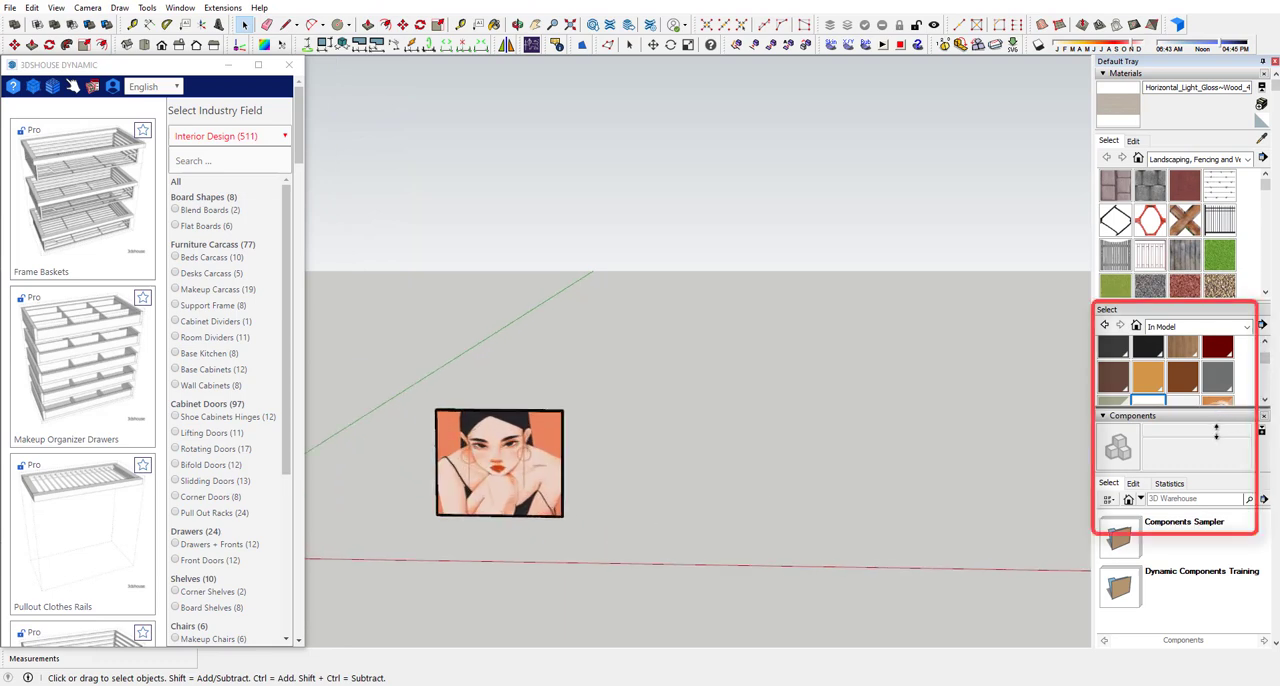 File Edit View Camera Draw Tools Window Extensions Help
J F M A M J J A S O N D 06:43 AM Noon 04:45 PM
3DSHOUSE DYNAMIC
English
Pro
Frame Baskets
Pro
Makeup Organizer Drawers
Pro
Pullout Clothes Rails
Pro
Select Industry Field
Interior Design (511)
Search ...
All
Board Shapes (8)
Blend Boards (2)
Flat Boards (6)
Furniture Carcass (77)
Beds Carcass (10)
Desks Carcass (5)
Makeup Carcass (19)
Support Frame (8)
Cabinet Dividers (1)
Room Dividers (11)
Base Kitchen (8)
Base Cabinets (12)
Wall Cabinets (8)
Cabinet Doors (97)
Shoe Cabinets Hinges (12)
Lifting Doors (11)
Rotating Doors (17)
Bifold Doors (12)
Slidding Doors (13)
Corner Doors (8)
Pull Out Racks (24)
Drawers (24)
Drawers + Fronts (12)
Front Doors (12)
Shelves (10)
Corner Shelves (2)
Board Shelves (8)
Chairs (6)
Makeup Chairs (6)
Default Tray
Materials
Horizontal_Light_Gloss~Wood_4
Select Edit
Landscaping, Fencing and Ve
Select
In Model
Components
Select Edit Statistics
3D Warehouse
Components Sampler
Dynamic Components Training
Components
Measurements
Click or drag to select objects. Shift = Add/Subtract. Ctrl = Add. Shift + Ctrl = Subtract.